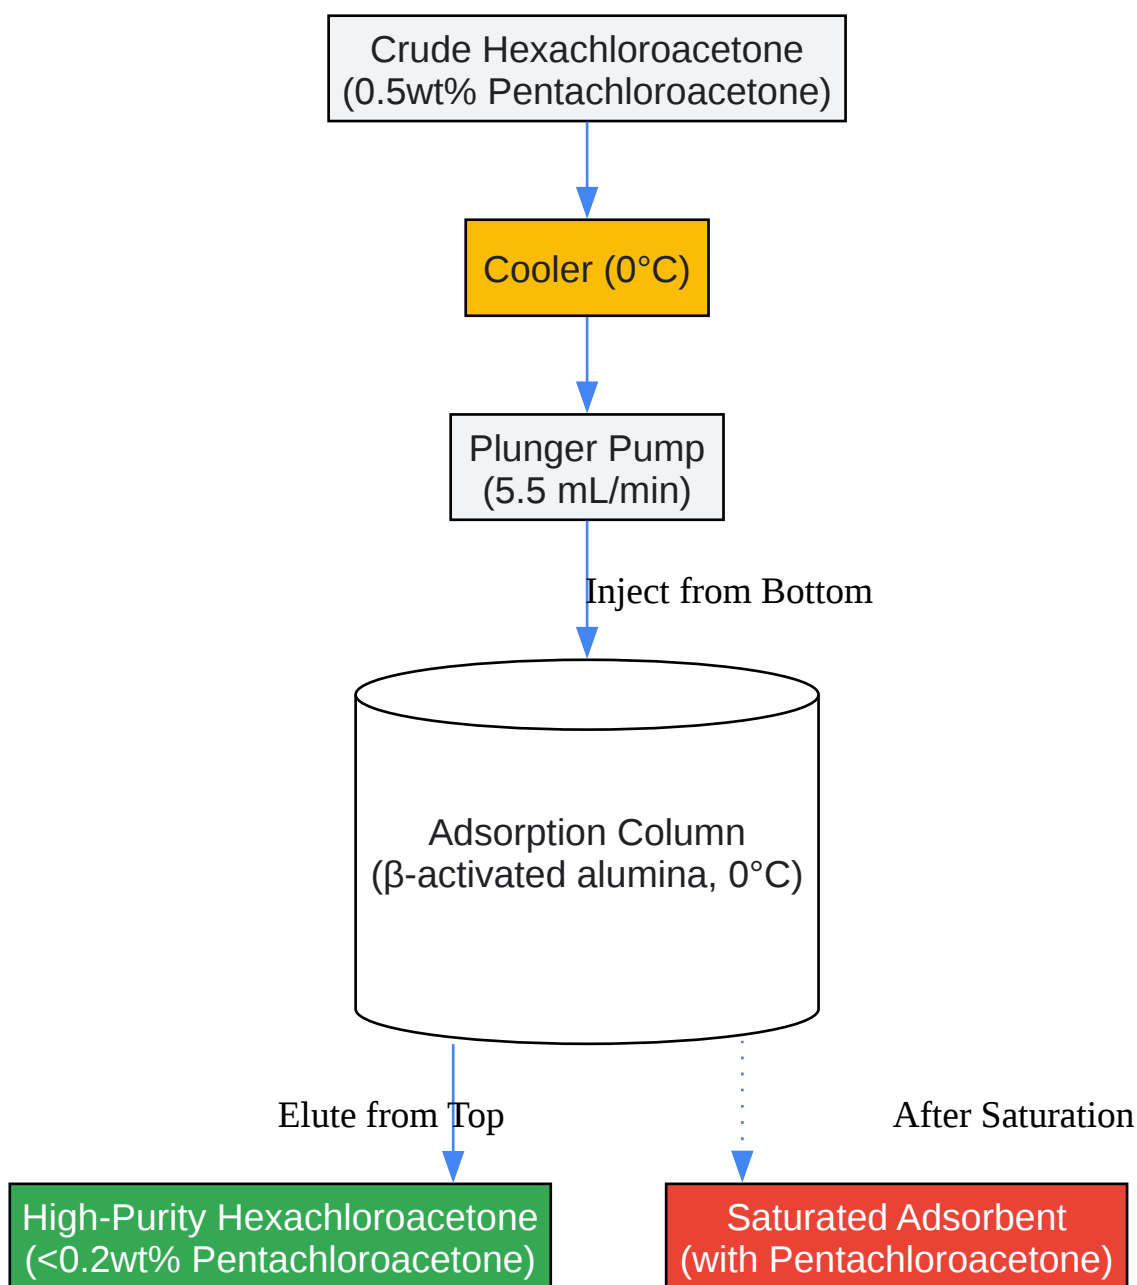 Crude Hexachloroacetone
(0.5wt% Pentachloroacetone)
Cooler (0°C)
Plunger Pump
(5.5 mL/min)
Inject from Bottom
Adsorption Column
(β-activated alumina, 0°C)
Elute from Top
After Saturation
High-Purity Hexachloroacetone
(<0.2wt% Pentachloroacetone)
Saturated Adsorbent
(with Pentachloroacetone)